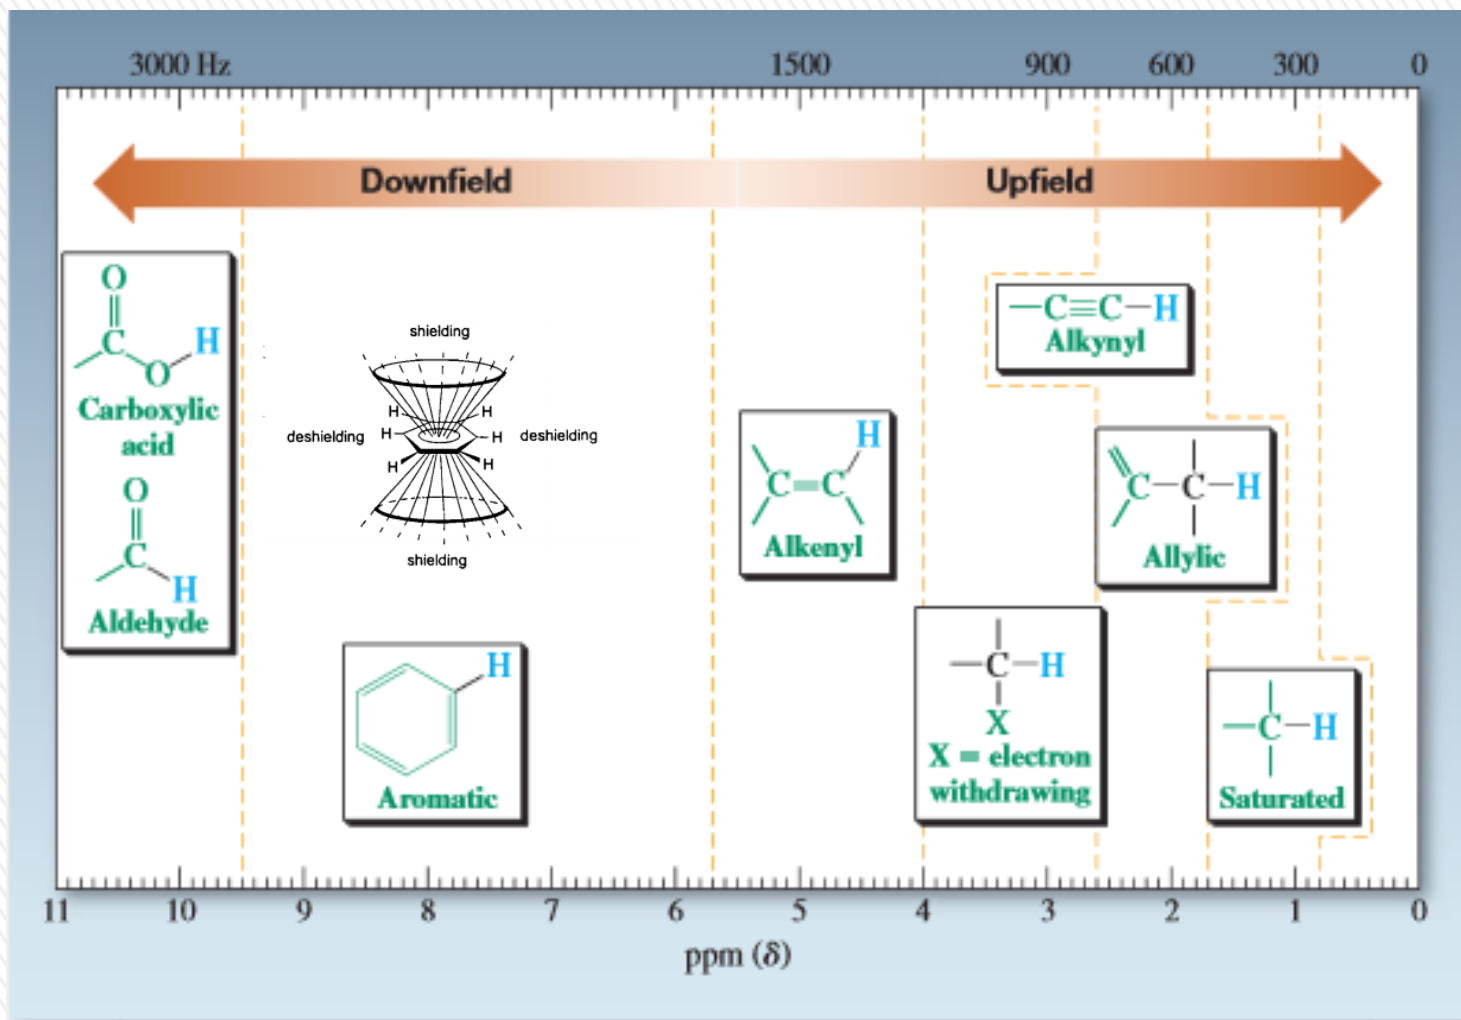 3000 Hz 1500 900 600 300 0
Downfield Upfield
O
C
O
H
Carboxylic
acid
O
C
H
Aldehyde
shielding
H H
deshielding H H deshielding
H H
shielding
H
Aromatic
H
C=C
Alkenyl
—C≡C—H
Alkynyl
C—C—H
Allylic
—C—H
X
X = electron
withdrawing
—C—H
Saturated
11 10 9 8 7 6 5 4 3 2 1 0
ppm (δ)